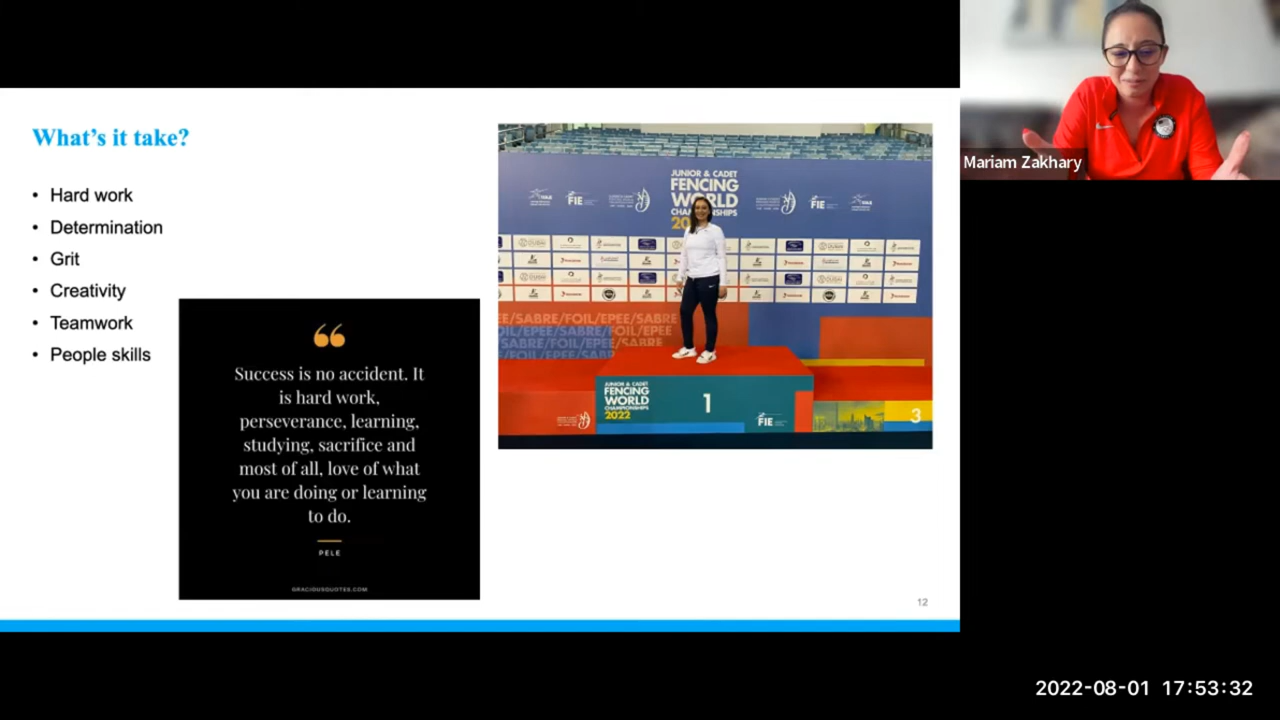 What's it take?
• Hard work
• Determination
• Grit
• Creativity
• Teamwork
• People skills
“
Success is no accident. It
is hard work,
perseverance, learning,
studying, sacrifice and
most of all, love of what
you are doing or learning
to do.
PELE
GRACIOUSQUOTES.COM
JUNIOR & CADET
FENCING
WORLD
CHAMPIONSHIPS
FIE
FIE
SABRE/FOIL/EPEE/SABRE
FOIL/EPEE/SABRE/FOIL/EPEE
JUNIOR & CADET
FENCING
WORLD
CHAMPIONSHIPS
2022
1
FIE
3
12
Mariam Zakhary
2022-08-01 17:53:32